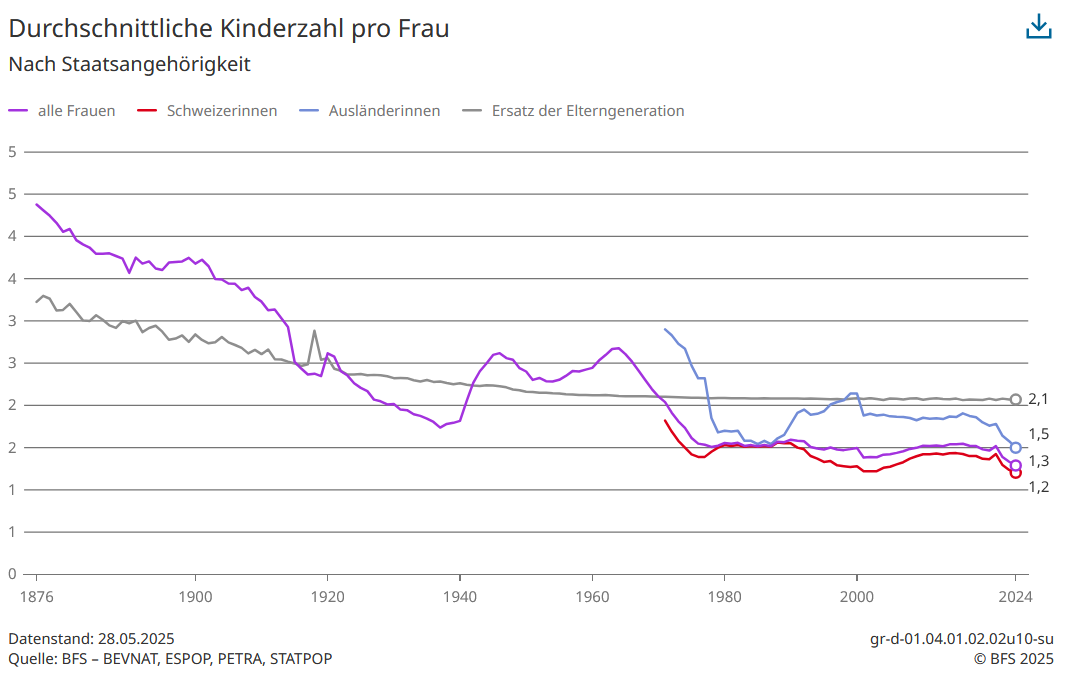 Durchschnittliche Kinderzahl pro Frau
Nach Staatsangehörigkeit
alle Frauen Schweizerinnen Ausländerinnen Ersatz der Elterngeneration
5
5
4
4
3
3
2
2
1
1
0
2,1
1,5
1,3
1,2
1876 1900 1920 1940 1960 1980 2000 2024
Datenstand: 28.05.2025 gr-d-01.04.01.02.02u10-su
Quelle: BFS – BEVNAT, ESPOP, PETRA, STATPOP © BFS 2025